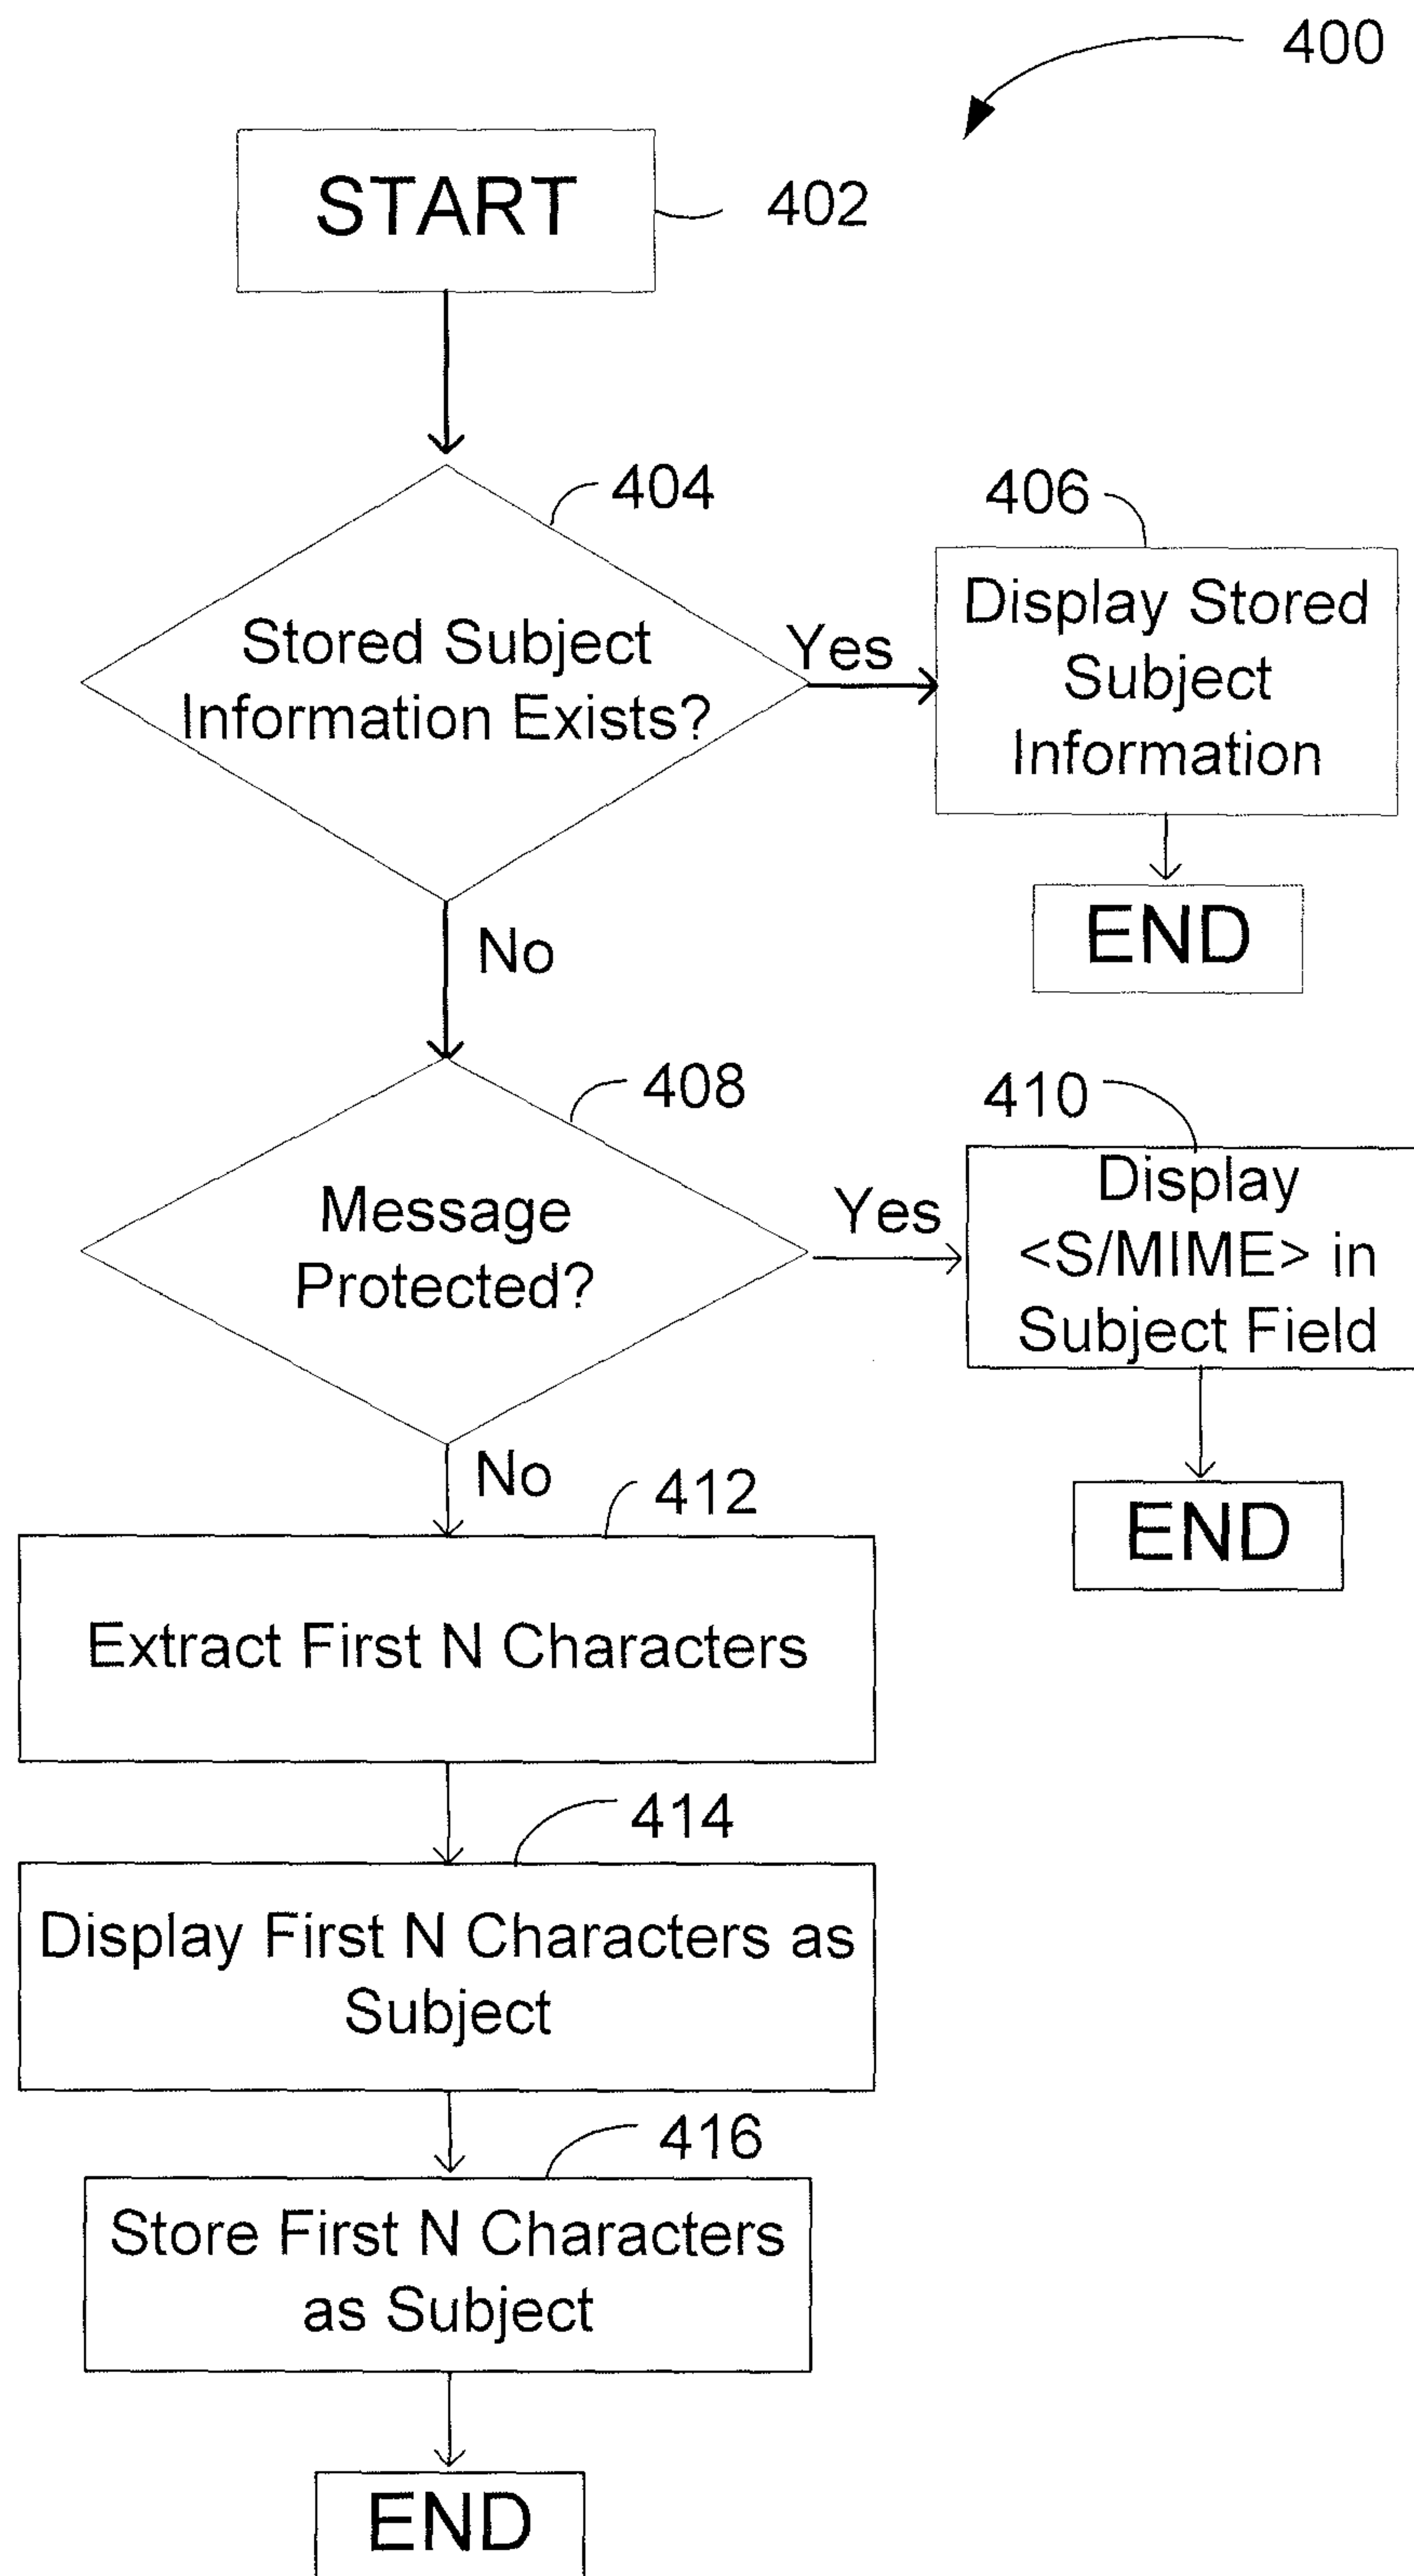 400
START
402
404
Stored Subject
Information Exists?
Yes
406
Display Stored
Subject
Information
END
No
408
Message
Protected?
Yes
410
Display
<S/MIME> in
Subject Field
END
No
412
Extract First N Characters
414
Display First N Characters as
Subject
416
Store First N Characters
as Subject
END